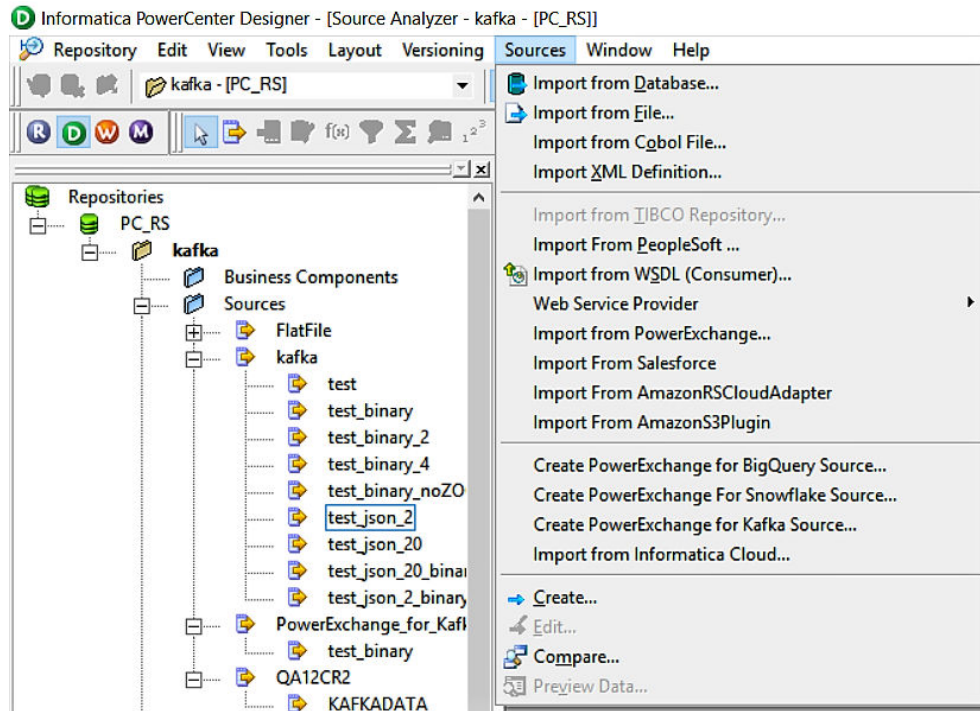 Informatica PowerCenter Designer - [Source Analyzer - kafka - [PC_RS]]
Repository Edit View Tools Layout Versioning Sources Window Help
kafka - [PC_RS]
R D W M f(x) Σ 1 2 3
Repositories
PC_RS
kafka
Business Components
Sources
FlatFile
kafka
test
test_binary
test_binary_2
test_binary_4
test_binary_noZO
test_json_2
test_json_20
test_json_20_binar
test_json_2_binary
PowerExchange_for_Kafk
test_binary
QA12CR2
KAFKADATA
Import from Database...
Import from File...
Import from Cobol File...
Import XML Definition...
Import from TIBCO Repository...
Import From PeopleSoft ...
Import from WSDL (Consumer)...
Web Service Provider
Import from PowerExchange...
Import From Salesforce
Import From AmazonRSCloudAdapter
Import From AmazonS3Plugin
Create PowerExchange for BigQuery Source...
Create PowerExchange For Snowflake Source...
Create PowerExchange for Kafka Source...
Import from Informatica Cloud...
Create...
Edit...
Compare...
Preview Data...